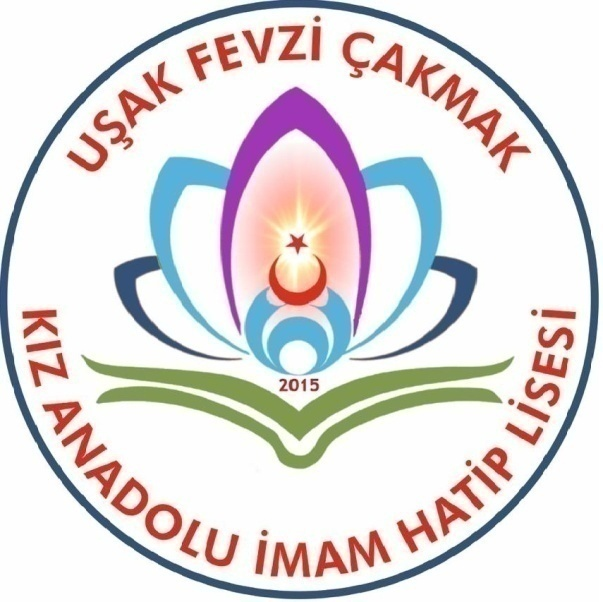 UŞAK FEVZİ ÇAKMAK
2015
KIZ ANADOLU İMAM HATİP LİSESİ